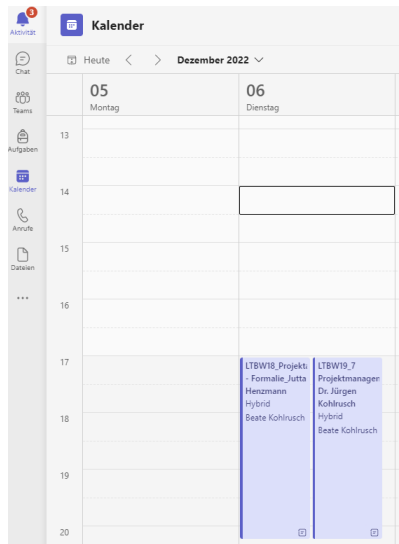 3
Aktivität
Chat
Teams
Aufgaben
Kalender
Anrufe
Dateien
Kalender
Heute
Dezember 2022
05
Montag
06
Dienstag
13
14
15
16
17
18
19
20
LTBW18_Projekt
- Formalie_Jutta
Henzmann
Hybrid
Beate Kohlrusch
LTBW19_7
Projektmanagen
Dr. Jürgen
Kohlrusch
Hybrid
Beate Kohlrusch